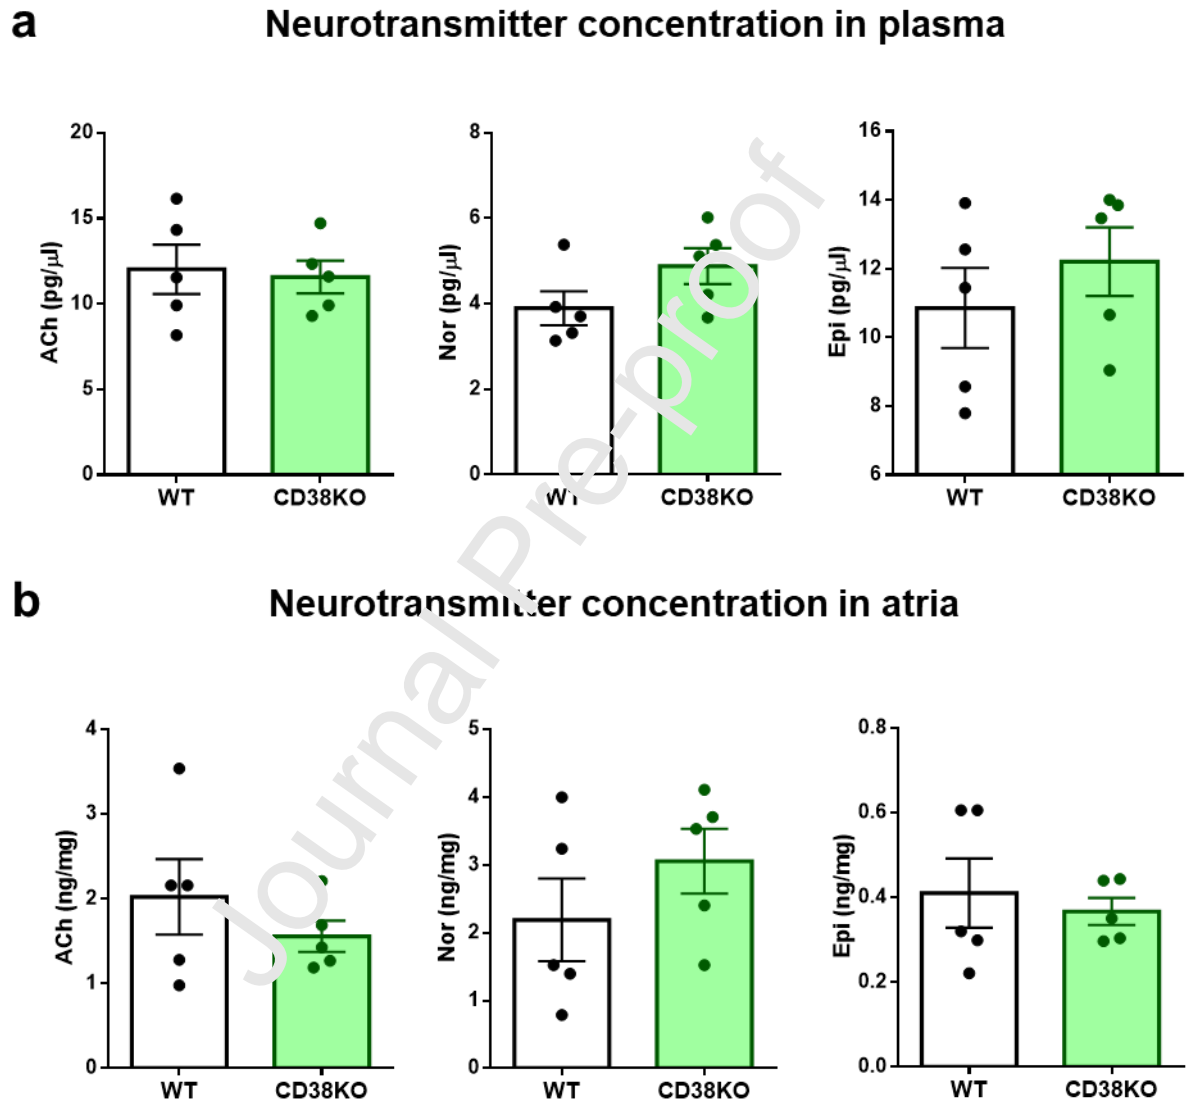 a
Neurotransmitter concentration in plasma
ACh (pg/µl)
20
15
10
5
0
WT
CD38KO
Nor (pg/µl)
8
6
4
2
0
WT
CD38KO
Epi (pg/µl)
16
14
12
10
8
6
WT
CD38KO
b
Neurotransmitter concentration in atria
ACh (ng/mg)
4
3
2
1
0
WT
CD38KO
Nor (ng/mg)
5
4
3
2
1
0
WT
CD38KO
Epi (ng/mg)
0.8
0.6
0.4
0.2
0.0
WT
CD38KO
Journal Pre-proof